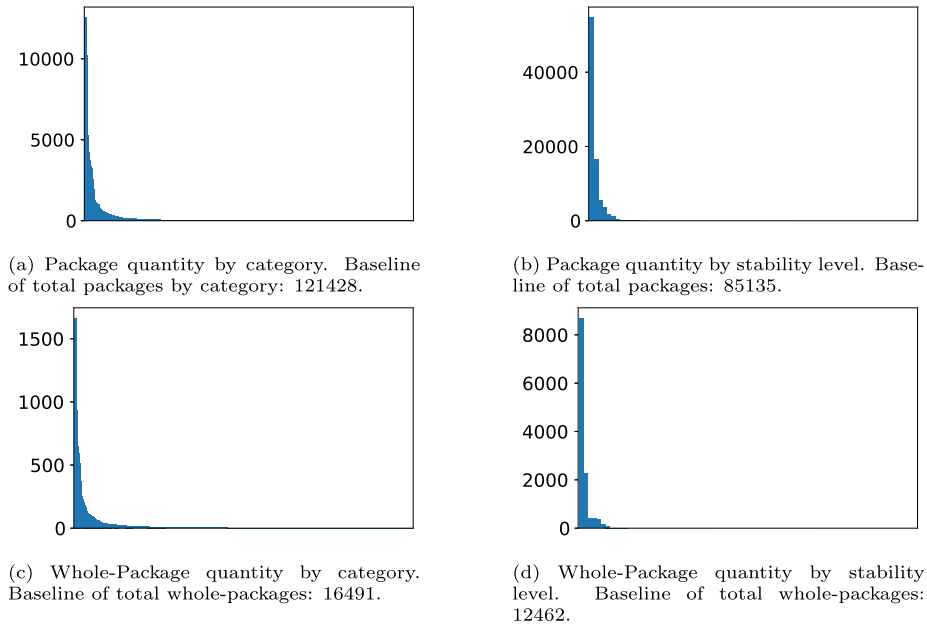 10000
5000
0
(a) Package quantity by category. Baseline
of total packages by category: 121428.
40000
20000
0
(b) Package quantity by stability level. Base-
line of total packages: 85135.
1500
1000
500
0
(c) Whole-Package quantity by category.
Baseline of total whole-packages: 16491.
8000
6000
4000
2000
0
(d) Whole-Package quantity by stability
level. Baseline of total whole-packages:
12462.